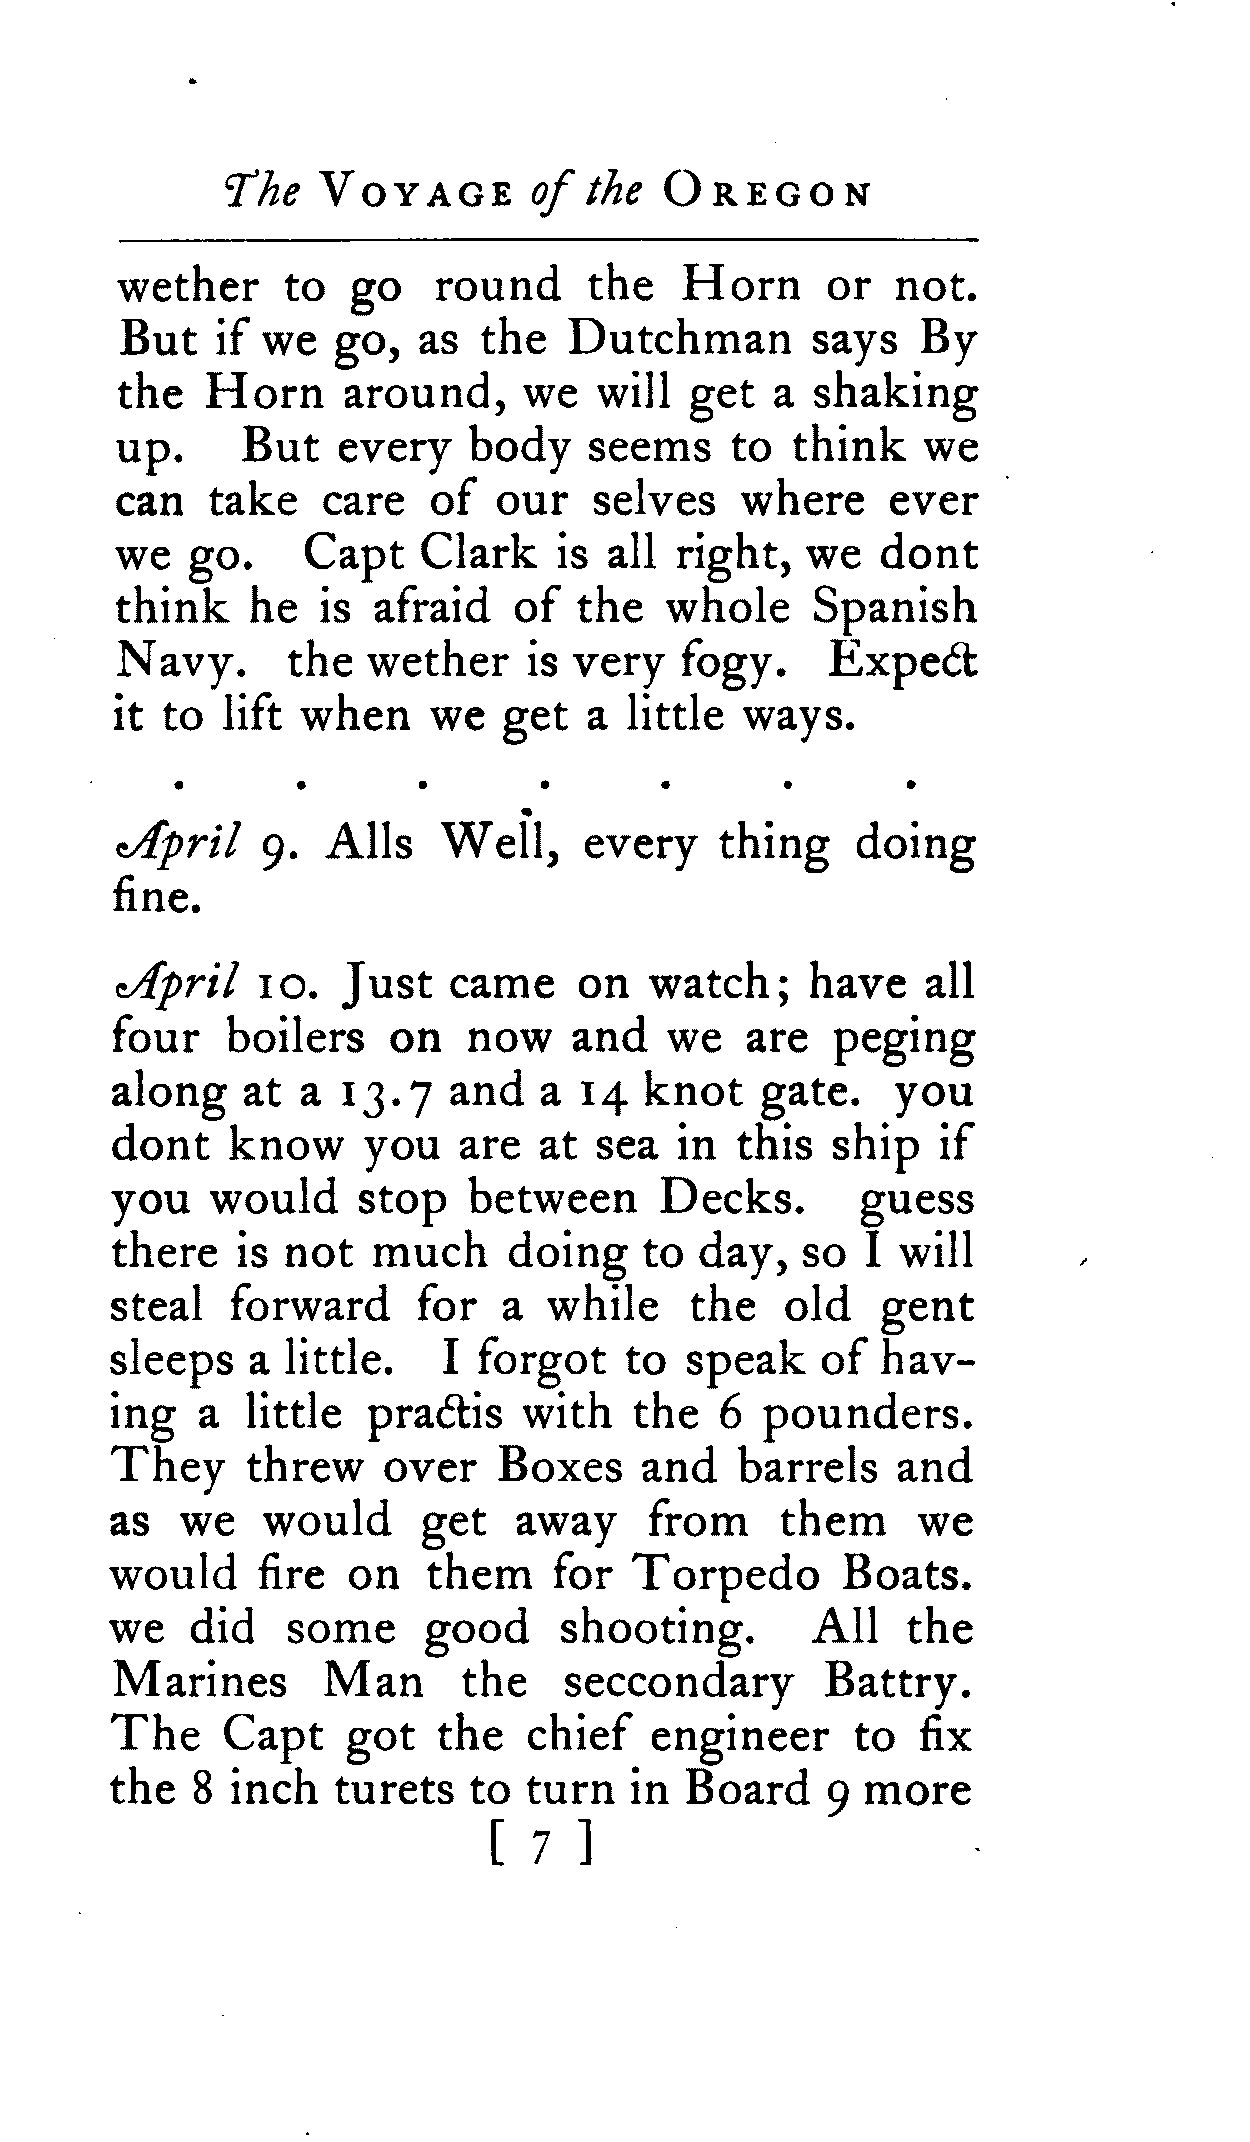 The VOYAGE of the OREGON
wether to go round the Horn or not.
But if we go, as the Dutchman says By
the Horn around, we will get a shaking
up. But every body seems to think we
can take care of our selves where ever
we go. Capt Clark is all right, we dont
think he is afraid of the whole Spanish
Navy. the wether is very fogy. Expect
it to lift when we get a little ways.
. . . . . . .
April 9. Alls Well, every thing doing
fine.
April 10. Just came on watch; have all
four boilers on now and we are peging
along at a 13.7 and a 14 knot gate. you
dont know you are at sea in this ship if
you would stop between Decks. guess
there is not much doing to day, so I will
steal forward for a while the old gent
sleeps a little. I forgot to speak of hav-
ing a little practis with the 6 pounders.
They threw over Boxes and barrels and
as we would get away from them we
would fire on them for Torpedo Boats.
we did some good shooting. All the
Marines Man the seccondary Battry.
The Capt got the chief engineer to fix
the 8 inch turets to turn in Board 9 more
[ 7 ]